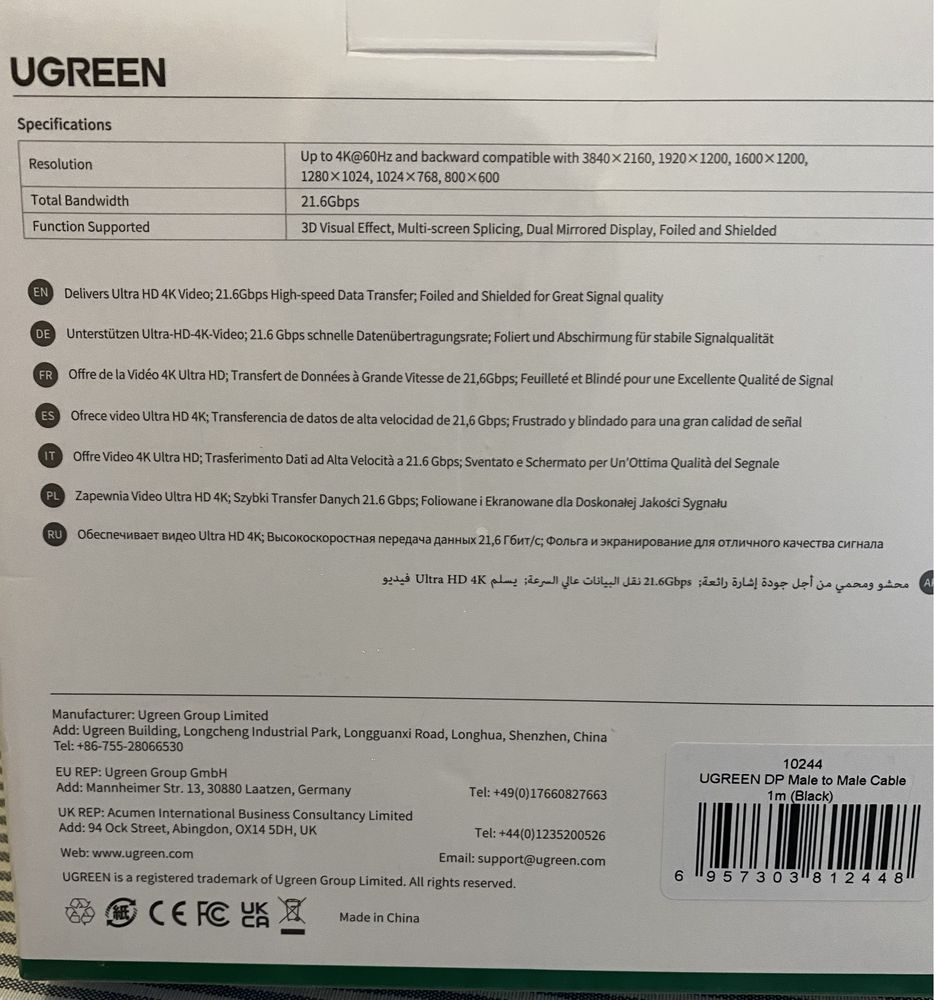 UGREEN
Specifications
Resolution
Up to 4K@60Hz and backward compatible with 3840×2160, 1920×1200, 1600×1200,
1280×1024, 1024×768, 800×600
Total Bandwidth
21.6Gbps
Function Supported
3D Visual Effect, Multi-screen Splicing, Dual Mirrored Display, Foiled and Shielded
EN Delivers Ultra HD 4K Video; 21.6Gbps High-speed Data Transfer; Foiled and Shielded for Great Signal quality
DE Unterstützen Ultra-HD-4K-Video; 21.6 Gbps schnelle Datenübertragungsrate; Foliert und Abschirmung für stabile Signalqualität
FR Offre de la Vidéo 4K Ultra HD; Transfert de Données à Grande Vitesse de 21,6Gbps; Feuilleté et Blindé pour une Excellente Qualité de Signal
ES Ofrece video Ultra HD 4K; Transferencia de datos de alta velocidad de 21,6 Gbps; Frustrado y blindado para una gran calidad de señal
IT Offre Video 4K Ultra HD; Trasferimento Dati ad Alta Velocità a 21.6 Gbps; Sventato e Schermato per Un'Ottima Qualità del Segnale
PL Zapewnia Video Ultra HD 4K; Szybki Transfer Danych 21.6 Gbps; Foliowane i Ekranowane dla Doskonałej Jakości Sygnału
RU Обеспечивает видео Ultra HD 4K; Высокоскоростная передача данных 21,6 Гбит/с; Фольга и экранирование для отличного качества сигнала
محشو ومحمي من أجل جودة إشارة رائعة; 21.6Gbps نقل البيانات عالي السرعة; يسلم Ultra HD 4K فيديو
Manufacturer: Ugreen Group Limited
Add: Ugreen Building, Longcheng Industrial Park, Longguanxi Road, Longhua, Shenzhen, China
Tel: +86-755-28066530
EU REP: Ugreen Group GmbH
Add: Mannheimer Str. 13, 30880 Laatzen, Germany
Tel: +49(0)17660827663
UK REP: Acumen International Business Consultancy Limited
Add: 94 Ock Street, Abingdon, OX14 5DH, UK
Tel: +44(0)1235200526
Web: www.ugreen.com
Email: support@ugreen.com
UGREEN is a registered trademark of Ugreen Group Limited. All rights reserved.
紙 CE FC UK CA Made in China
10244
UGREEN DP Male to Male Cable
1m (Black)
6 957303 812448